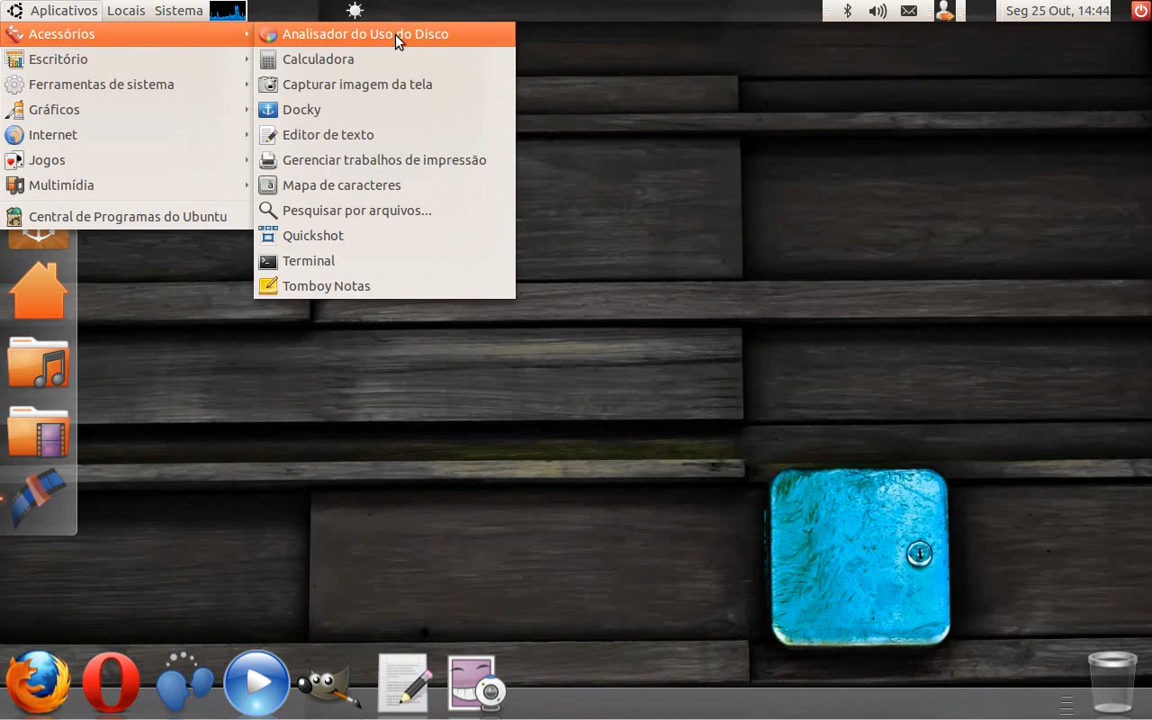 Aplicativos Locais Sistema Seg 25 Out, 14:44
Acessórios
Escritório
Ferramentas de sistema
Gráficos
Internet
Jogos
Multimídia
Central de Programas do Ubuntu
Analisador do Uso do Disco
Calculadora
Capturar imagem da tela
Docky
Editor de texto
Gerenciar trabalhos de impressão
Mapa de caracteres
Pesquisar por arquivos...
Quickshot
Terminal
Tomboy Notas